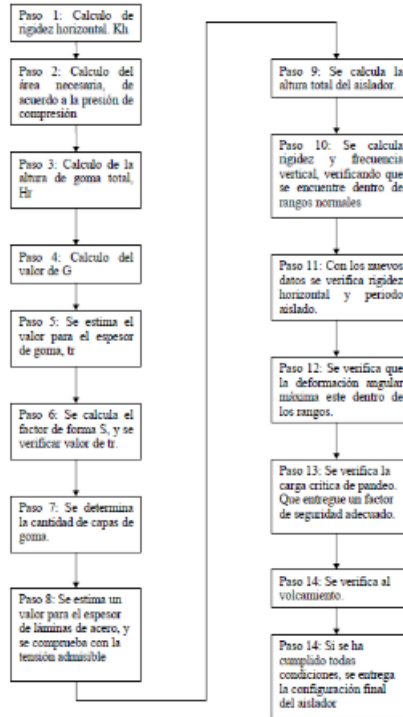 Paso 1: Calculo de
rigidez horizontal. Kh
Paso 2: Calculo del
área necesaria, de
acuerdo a la presión de
compresión
Paso 3: Calculo de la
altura de goma total,
Hr
Paso 4: Calculo del
valor de G
Paso 5: Se estima el
valor para el espesor
de goma, tr
Paso 6: Se calcula el
factor de forma S, y se
verificar valor de tr.
Paso 7: Se determina
la cantidad de capas de
goma.
Paso 8: Se estima un
valor para el espesor
de láminas de acero, y
se comprueba con la
tensión admisible
Paso 9: Se calcula la
altura total del aislador.
Paso 10: Se calcula
rigidez y frecuencia
vertical, verificando que
se encuentre dentro de
rangos normales
Paso 11: Con los nuevos
datos se verifica rigidez
horizontal y periodo
aislado.
Paso 12: Se verifica que
la deformación angular
máxima este dentro de
los rangos.
Paso 13: Se verifica la
carga critica de pandeo.
Que entregue un factor
de seguridad adecuado.
Paso 14: Se verifica al
volcamiento.
Paso 14: Si se ha
cumplido todas
condiciones, se entrega
la configuración final
del aislador